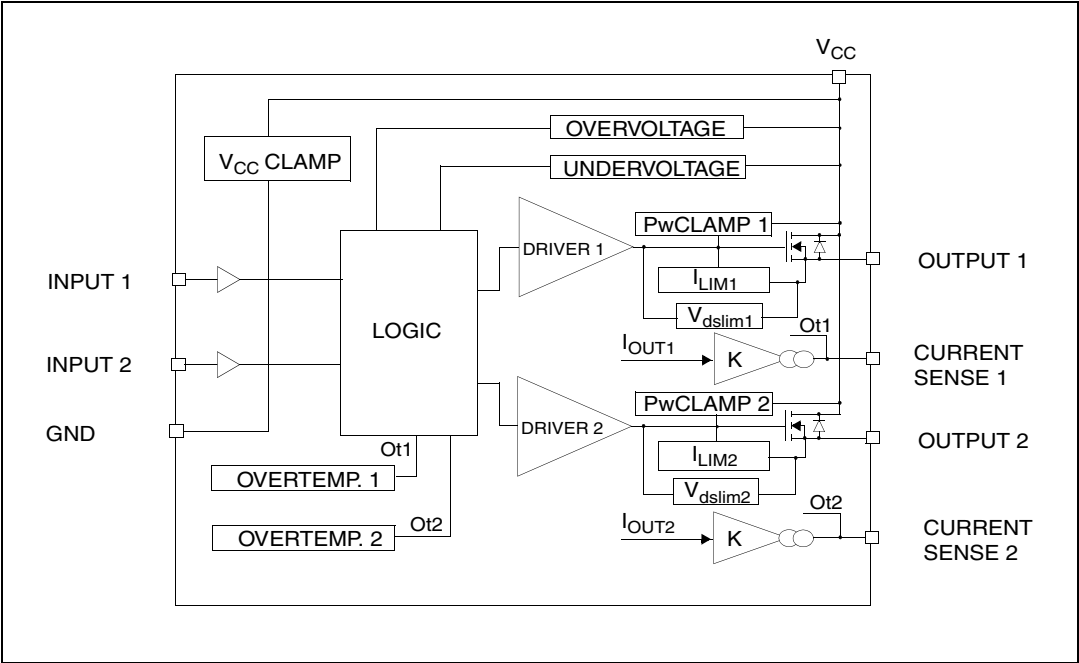 VCC
OVERVOLTAGE
VCC CLAMP
UNDERVOLTAGE
PwCLAMP 1
DRIVER 1
OUTPUT 1
INPUT 1
ILIM1
Vdslim1
LOGIC
Ot1
IOUT1
K
CURRENT
SENSE 1
INPUT 2
PwCLAMP 2
GND
DRIVER 2
OUTPUT 2
Ot1
ILIM2
OVERTEMP. 1
Vdslim2
Ot2
Ot2
IOUT2
OVERTEMP. 2
K
CURRENT
SENSE 2